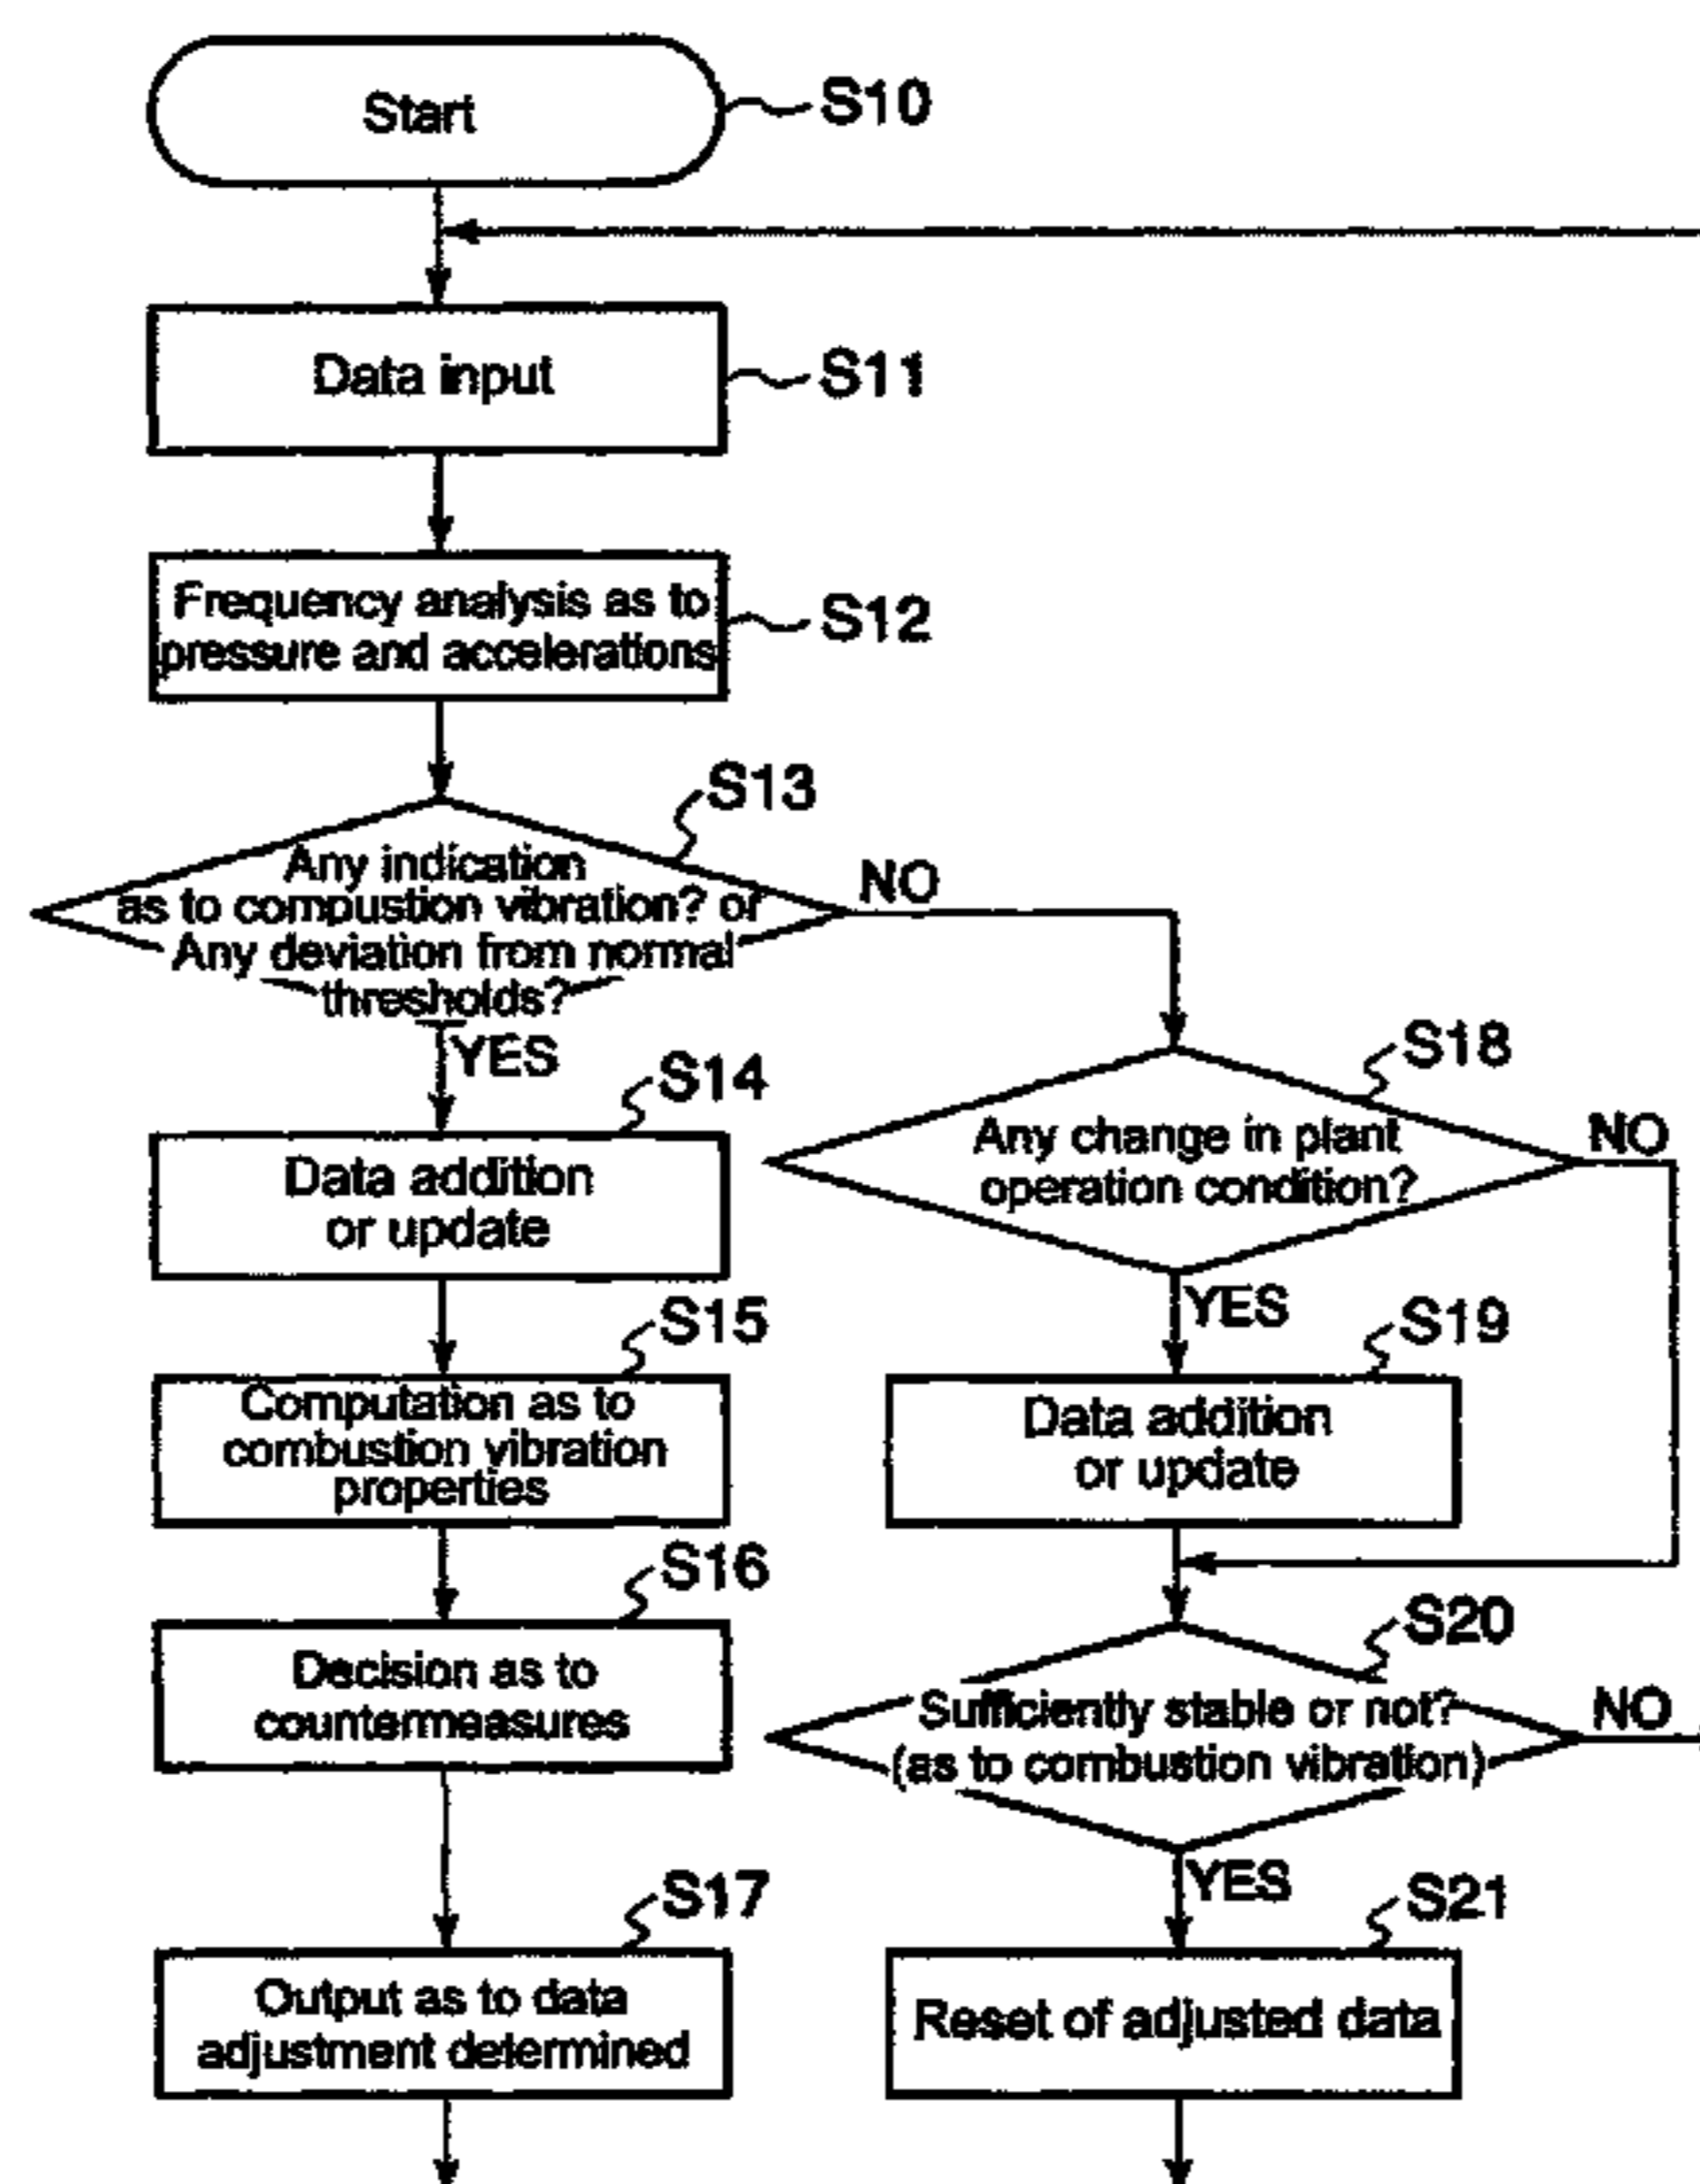 Start
S10
Data input
S11
Frequency analysis as to
pressure and accelerations
S12
S13
Any indication
as to compustion vibration? or
Any deviation from normal
thresholds?
NO
YES
S14
Data addition
or update
S15
Computation as to
combustion vibration
properties
S16
Decision as to
countermeasures
S17
Output as to data
adjustment determined
S18
Any change in plant
operation condition?
NO
YES
S19
Data addition
or update
S20
Sufficiently stable or not?
(as to combustion vibration)
NO
YES
S21
Reset of adjusted data